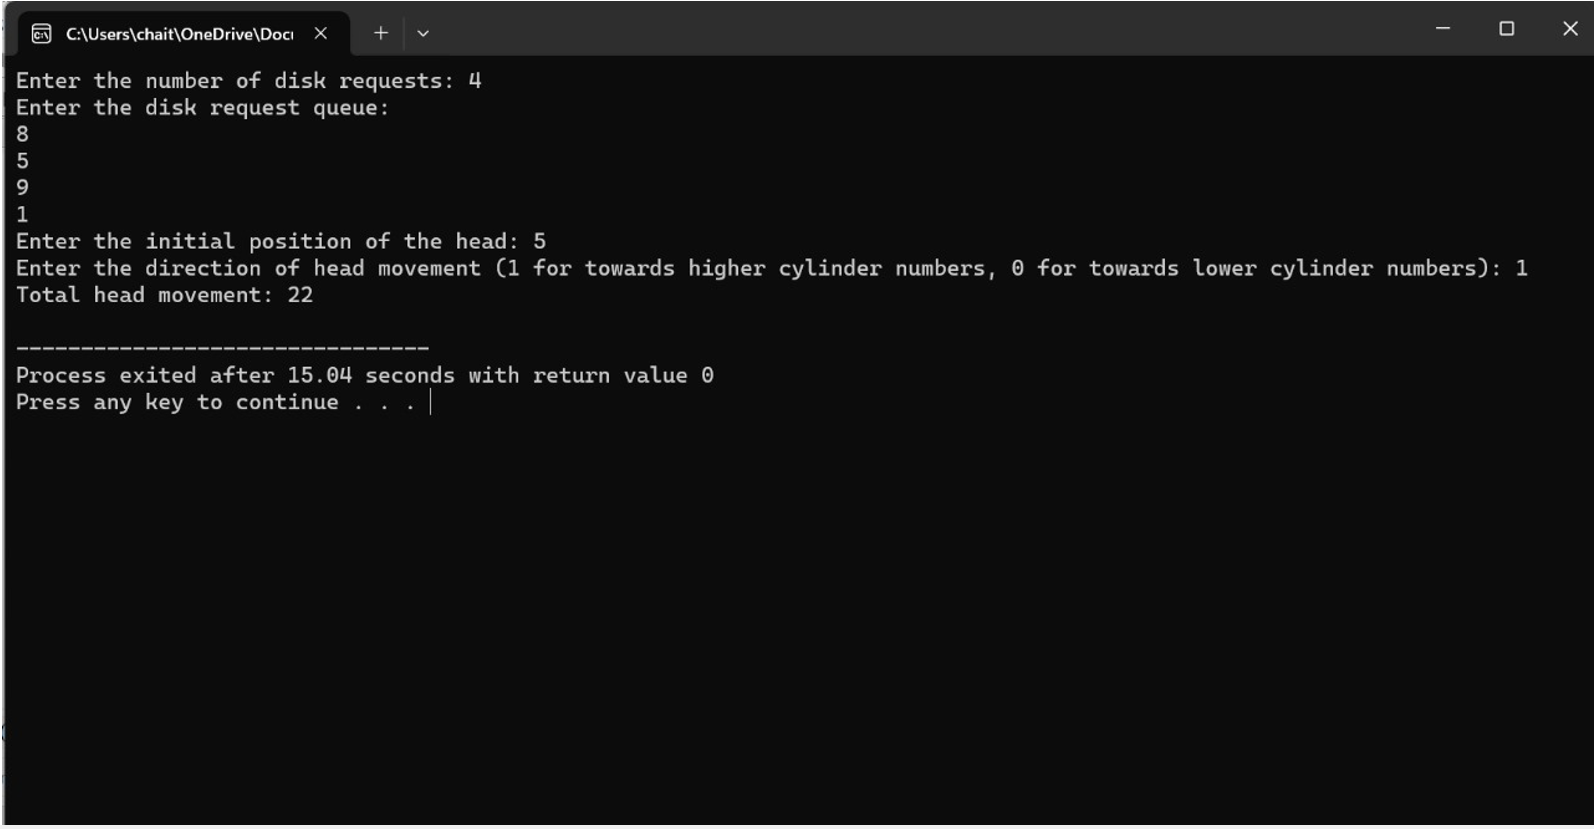 C:\Users\chait\OneDrive\Docu
Enter the number of disk requests: 4
Enter the disk request queue:
8
5
9
1
Enter the initial position of the head: 5
Enter the direction of head movement (1 for towards higher cylinder numbers, 0 for towards lower cylinder numbers): 1
Total head movement: 22
--------------------------------
Process exited after 15.04 seconds with return value 0
Press any key to continue . . .